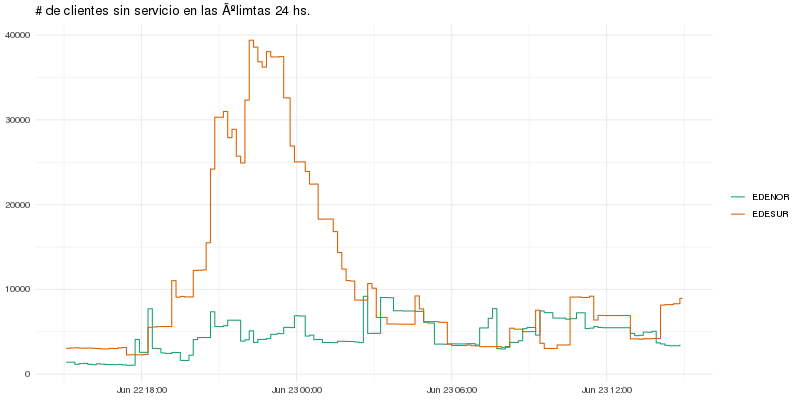 # de clientes sin servicio en las Ãºlimtas 24 hs.
40000
30000
20000
10000
0
Jun 22 18:00
Jun 23 00:00
Jun 23 06:00
Jun 23 12:00
EDENOR
EDESUR